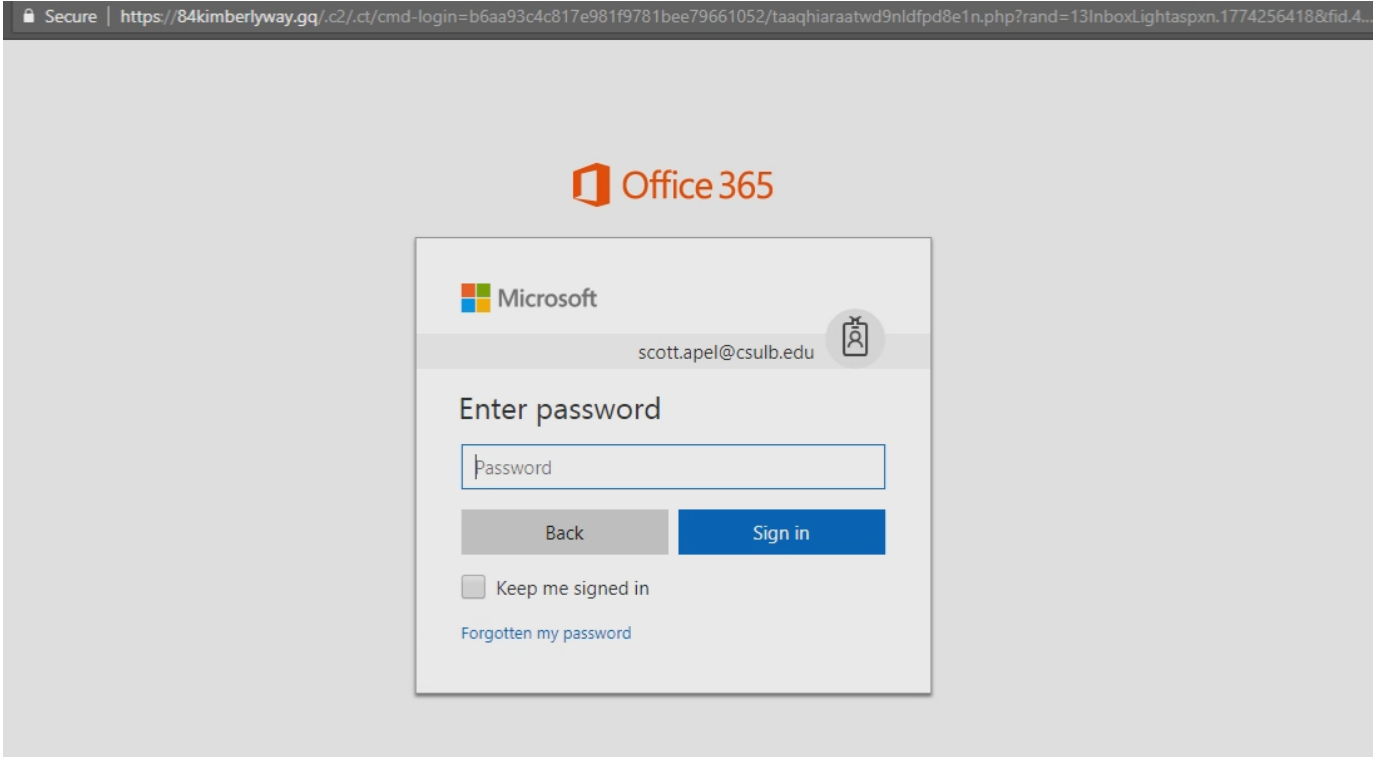 Secure | https://84kimberlyway.gq/.c2/.ct/cmd-login=b6aa93c4c817e981f9781bee79661052/taaqhiaraatwd9nldfpd8e1n.php?rand=13InboxLightaspxn.1774256418&fid.4...
Office 365
Microsoft
scott.apel@csulb.edu
Enter password
Password
Back Sign in
Keep me signed in
Forgotten my password